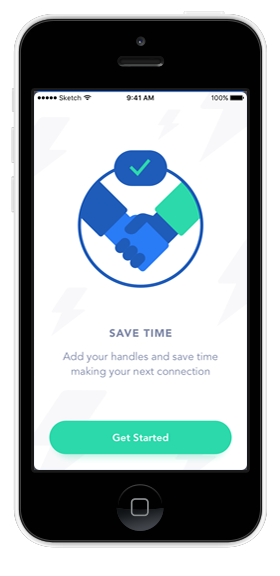 ●●●●● Sketch 9:41 AM 100%
SAVE TIME
Add your handles and save time
making your next connection
Get Started